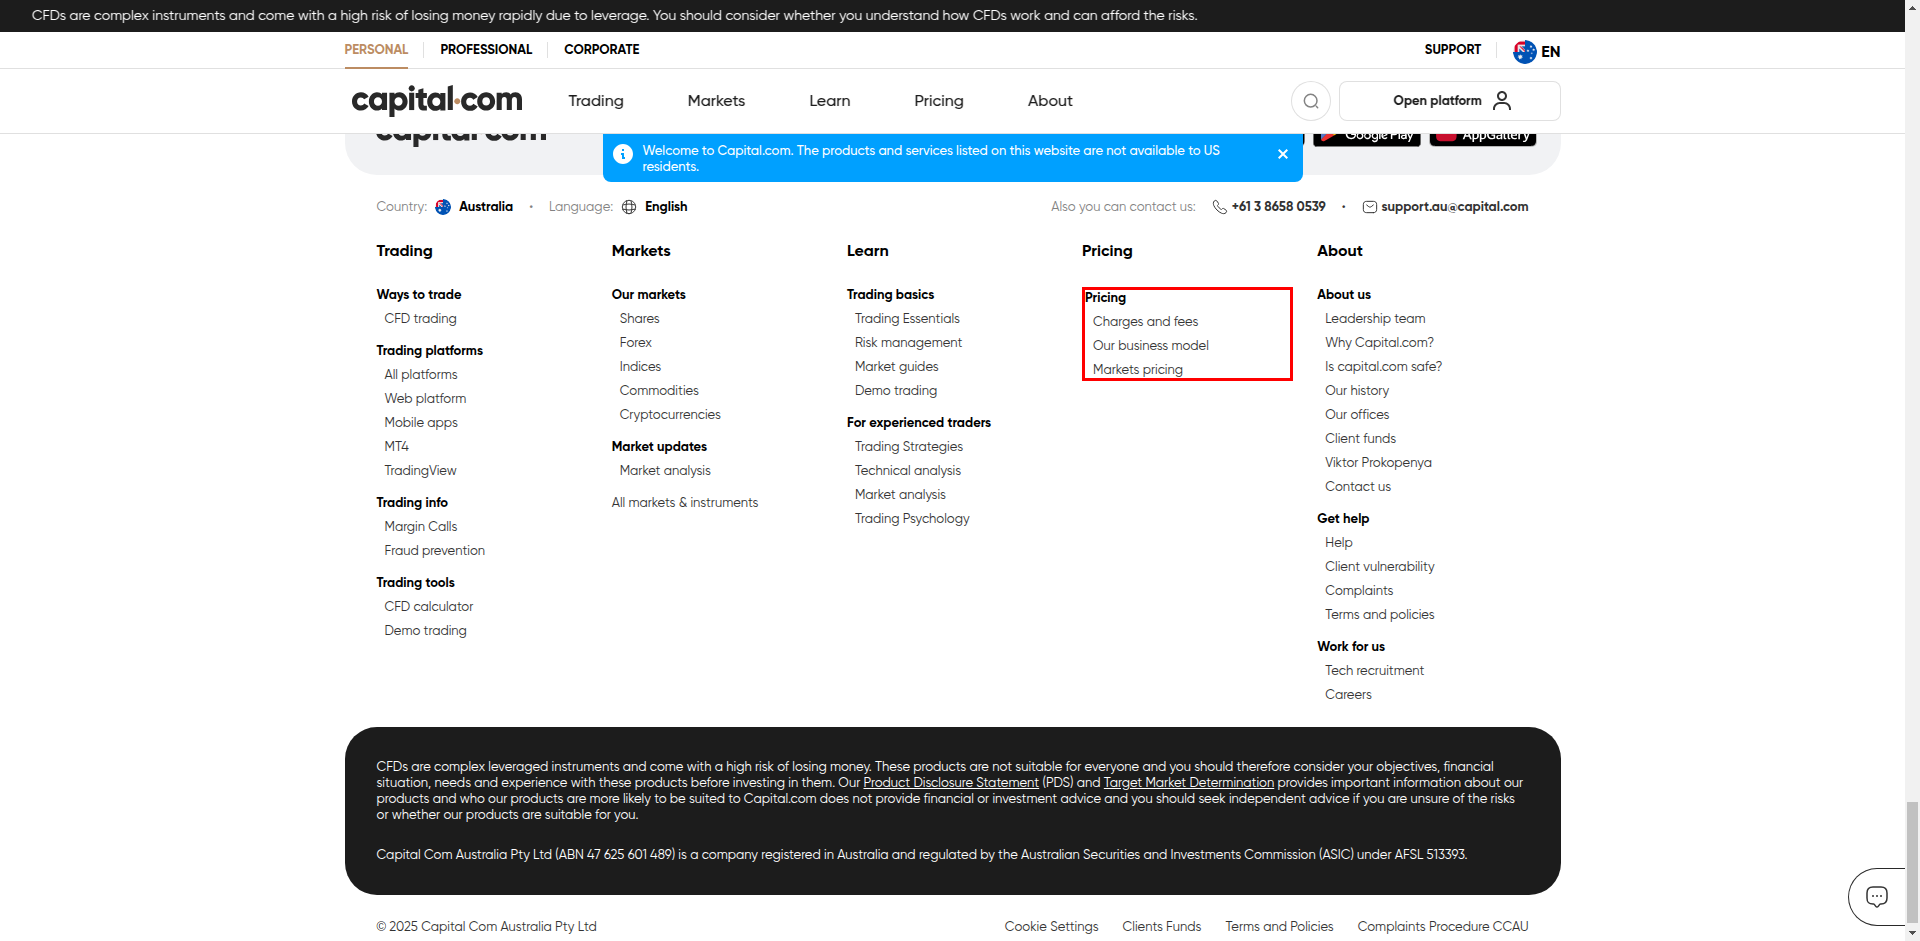 CFDs are complex instruments and come with a high risk of losing money rapidly due to leverage. You should consider whether you understand how CFDs work and can afford the risks.
PERSONAL PROFESSIONAL CORPORATE SUPPORT EN
capital.com Trading Markets Learn Pricing About Open platform
capital.com Google Play AppGallery
Welcome to Capital.com. The products and services listed on this website are not available to US
residents.
Country: Australia · Language: English Also you can contact us: +61 3 8658 0539 · support.au@capital.com
Trading
Ways to trade
CFD trading
Trading platforms
All platforms
Web platform
Mobile apps
MT4
TradingView
Trading info
Margin Calls
Fraud prevention
Trading tools
CFD calculator
Demo trading
Markets
Our markets
Shares
Forex
Indices
Commodities
Cryptocurrencies
Market updates
Market analysis
All markets & instruments
Learn
Trading basics
Trading Essentials
Risk management
Market guides
Demo trading
For experienced traders
Trading Strategies
Technical analysis
Market analysis
Trading Psychology
Pricing
Pricing
Charges and fees
Our business model
Markets pricing
About
About us
Leadership team
Why Capital.com?
Is capital.com safe?
Our history
Our offices
Client funds
Viktor Prokopenya
Contact us
Get help
Help
Client vulnerability
Complaints
Terms and policies
Work for us
Tech recruitment
Careers
CFDs are complex leveraged instruments and come with a high risk of losing money. These products are not suitable for everyone and you should therefore consider your objectives, financial
situation, needs and experience with these products before investing in them. Our Product Disclosure Statement (PDS) and Target Market Determination provides important information about our
products and who our products are more likely to be suited to Capital.com does not provide financial or investment advice and you should seek independent advice if you are unsure of the risks
or whether our products are suitable for you.
Capital Com Australia Pty Ltd (ABN 47 625 601 489) is a company registered in Australia and regulated by the Australian Securities and Investments Commission (ASIC) under AFSL 513393.
© 2025 Capital Com Australia Pty Ltd Cookie Settings Clients Funds Terms and Policies Complaints Procedure CCAU